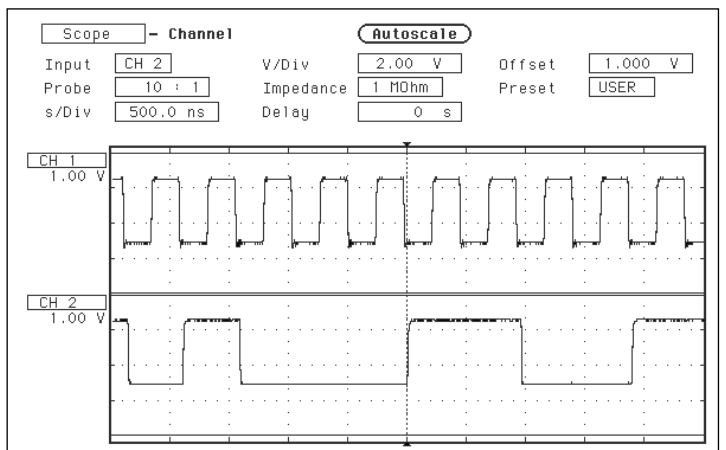 Scope - Channel Autoscale
Input CH 2 V/Div 2.00 V Offset 1.000 V
Probe 10 : 1 Impedance 1 MOhm Preset USER
s/Div 500.0 ns Delay 0 s
CH 1
1.00 V
CH 2
1.00 V